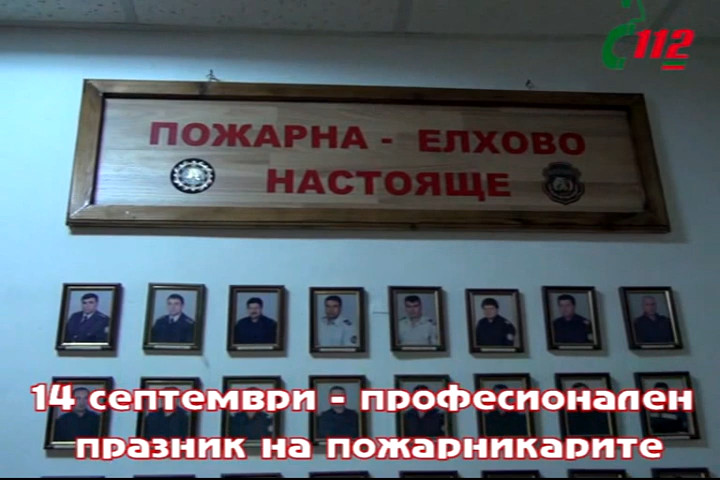 112
ПОЖАРНА - ЕЛХОВО
НАСТОЯЩЕ
14 септември - професионален
празник на пожарникарите